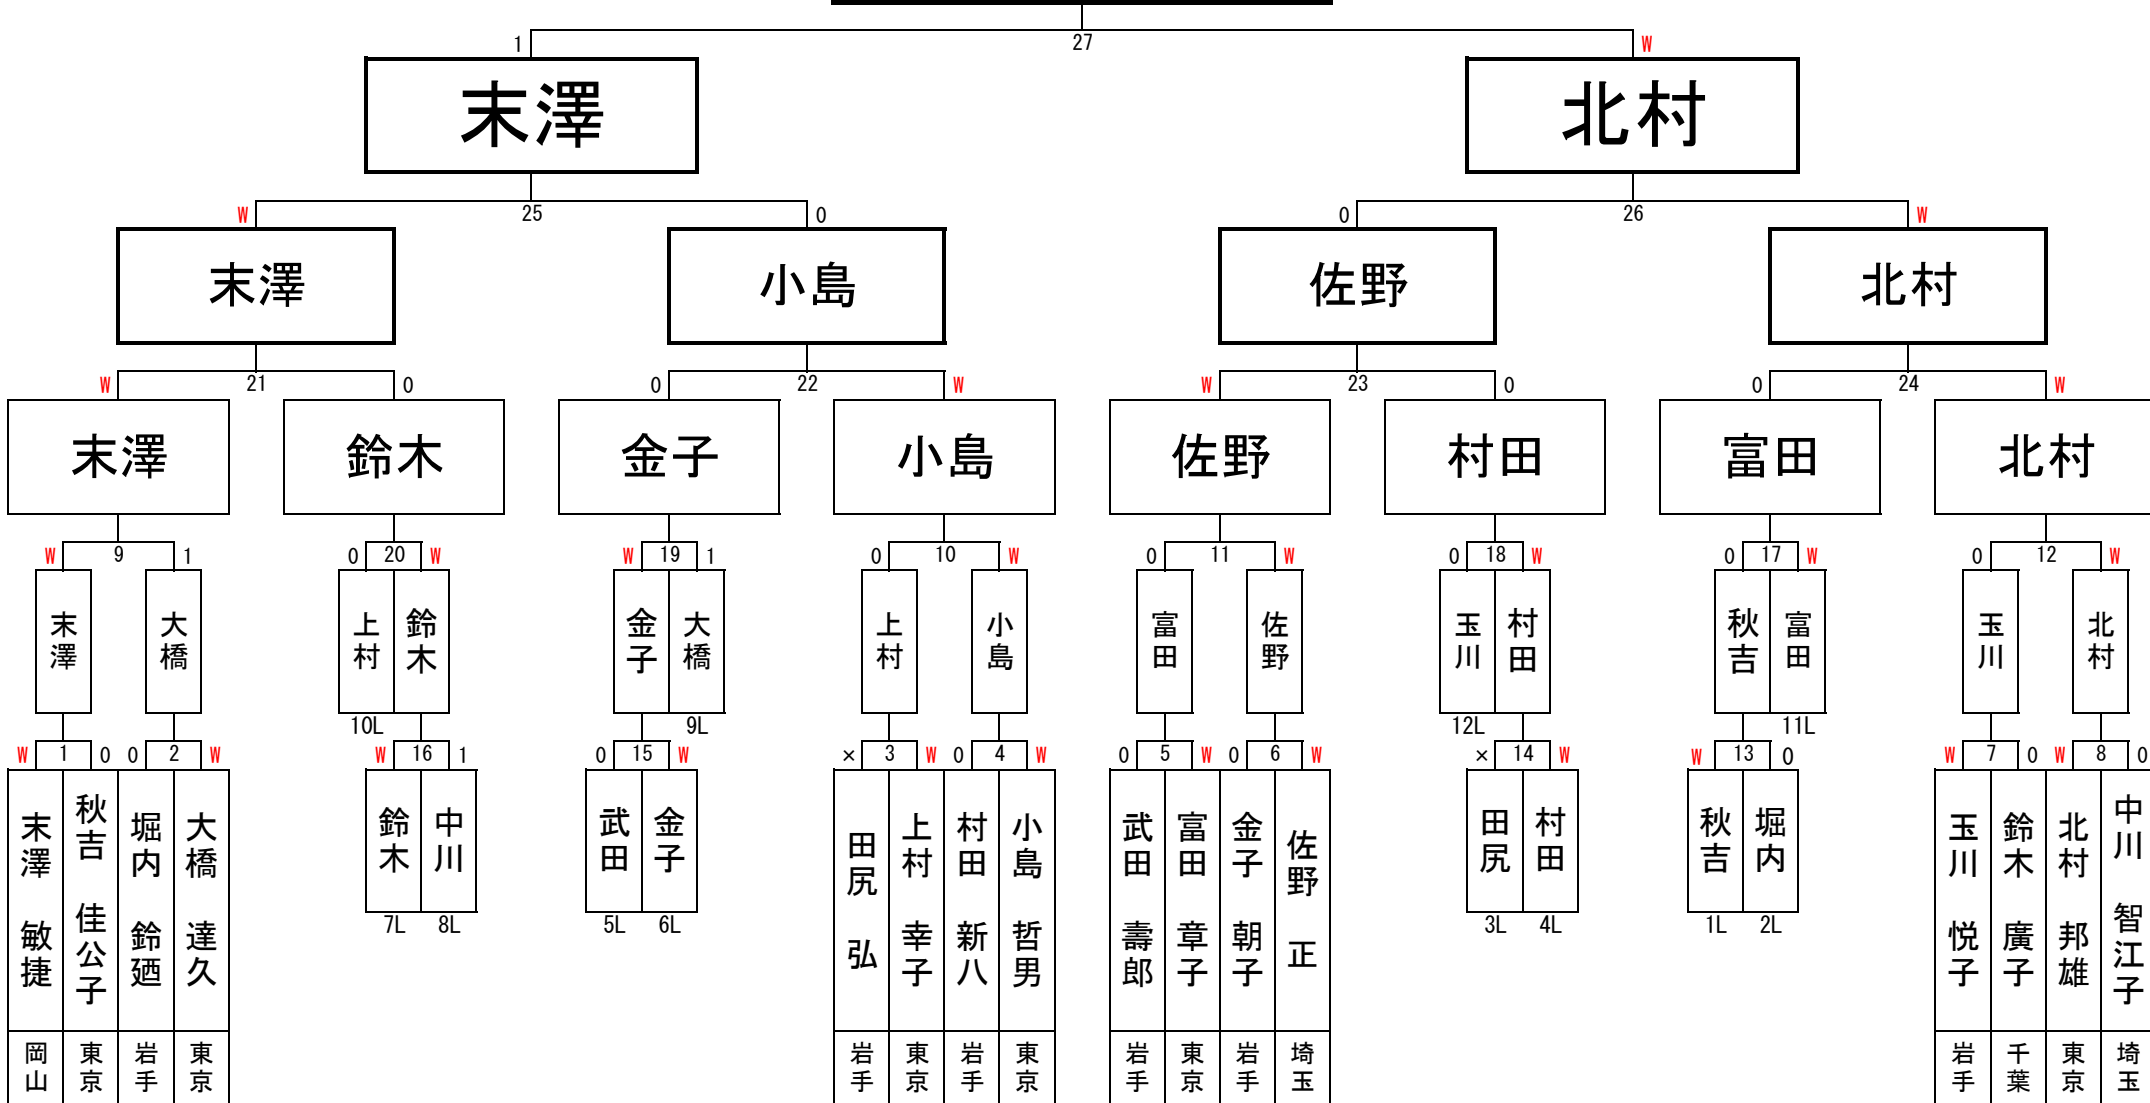 1 27 W
末澤 北村
W 25 0 0 26 W
末澤 小島 佐野 北村
W 21 0 0 22 W W 23 0 0 24 W
末澤 鈴木 金子 小島 佐野 村田 富田 北村
W 9 1 0 20 W W 19 1 0 10 W 0 11 W 0 18 W 0 17 W 0 12 W
末澤 大橋 上村 鈴木 金子 大橋 上村 小島 富田 佐野 玉川 村田 秋吉 富田 玉川 北村
10L 9L 12L 11L
W 1 0 0 2 W W 16 1 0 15 W × 3 W 0 4 W 0 5 W 0 6 W × 14 W W 13 0 W 7 0 W 8 0
末澤 敏捷 秋吉 佳公子 堀内 鈴廼 大橋 達久 鈴木 中川 武田 金子 田尻 弘 上村 幸子 村田 新八 小島 哲男 武田 壽郎 富田 章子 金子 朝子 佐野 正 田尻 村田 秋吉 堀内 玉川 悦子 鈴木 廣子 北村 邦雄 中川 智江子
7L 8L 5L 6L 3L 4L 1L 2L
岡山 東京 岩手 東京 岩手 東京 岩手 東京 岩手 東京 岩手 埼玉 岩手 千葉 東京 埼玉